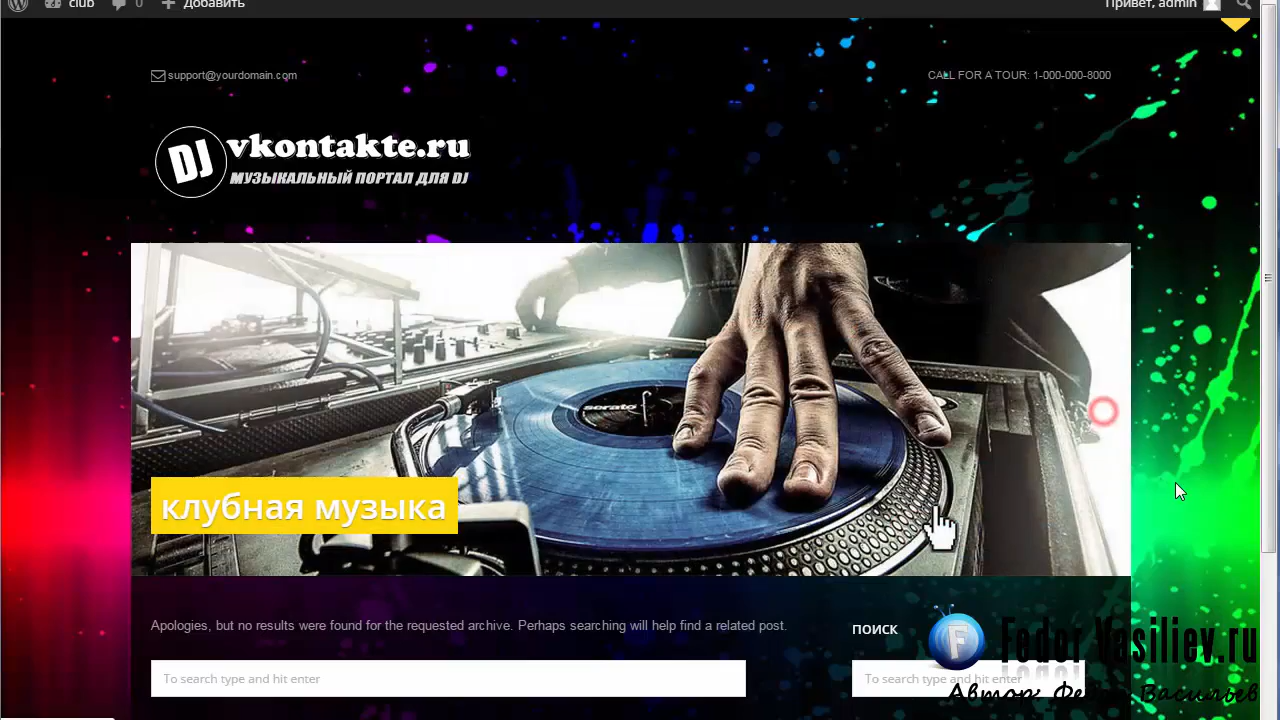 club
0
Добавить
Привет, admin
support@yourdomain.com
CALL FOR A TOUR: 1-000-000-8000
DJ
vkontakte.ru
МУЗЫКАЛЬНЫЙ ПОРТАЛ ДЛЯ DJ
serato
клубная музыка
Apologies, but no results were found for the requested archive. Perhaps searching will help find a related post.
ПОИСК
To search type and hit enter
To search type and hit enter
F
Fedor Vasiliev.ru
Автор: Федор Васильев